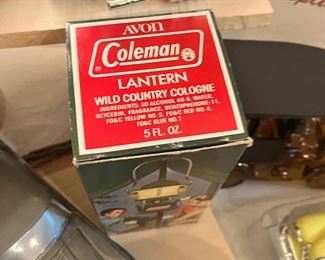 AVON
Coleman
LANTERN
WILD COUNTRY COLOGNE
INGREDIENTS: SD ALCOHOL 40-B, WATER,
GLYCERIN, FRAGRANCE, BENZOPHENONE-11,
FD&C YELLOW NO. 5, FD&C RED NO. 4,
FD&C BLUE NO. 1
5 FL. OZ.